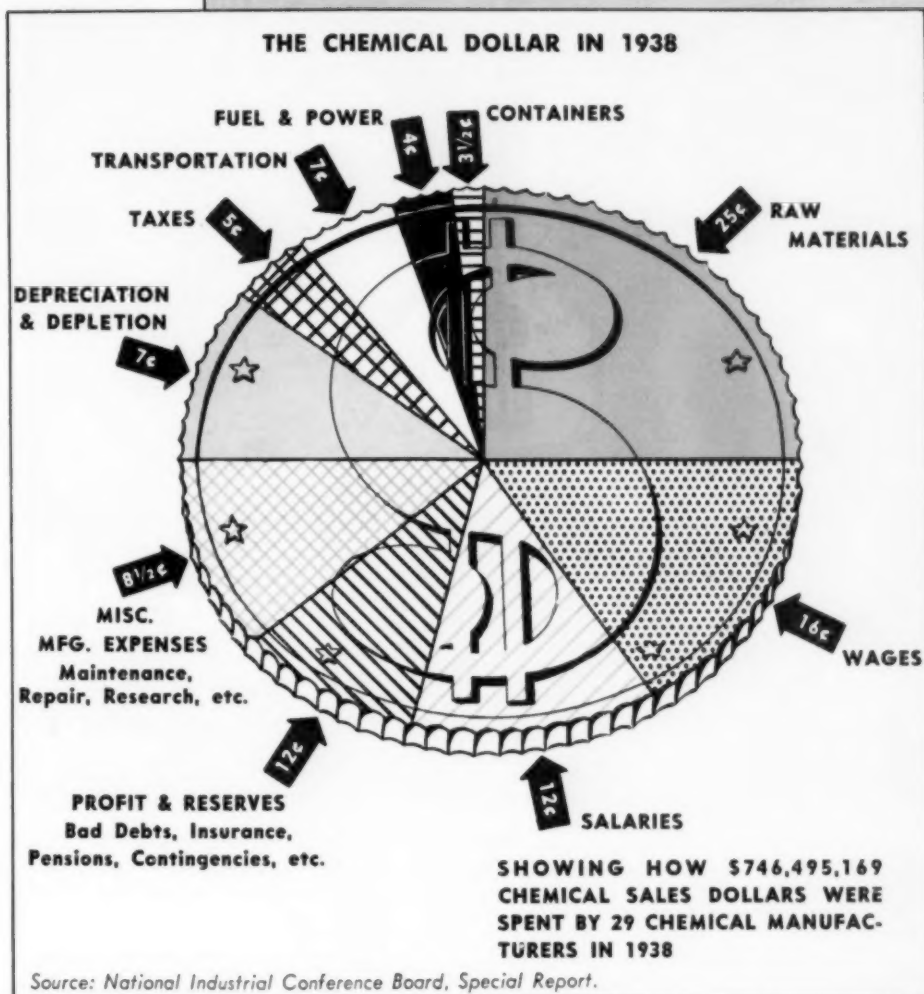 THE CHEMICAL DOLLAR IN 1938
FUEL & POWER
4¢
3½¢
CONTAINERS
TRANSPORTATION
7¢
TAXES
5¢
25¢
RAW
MATERIALS
DEPRECIATION
& DEPLETION
7¢
8½¢
MISC.
MFG. EXPENSES
Maintenance,
Repair, Research, etc.
16¢
WAGES
12¢
PROFIT & RESERVES
Bad Debts, Insurance,
Pensions, Contingencies, etc.
12¢
SALARIES
SHOWING HOW $746,495,169
CHEMICAL SALES DOLLARS WERE
SPENT BY 29 CHEMICAL MANUFAC-
TURERS IN 1938
Source: National Industrial Conference Board, Special Report.